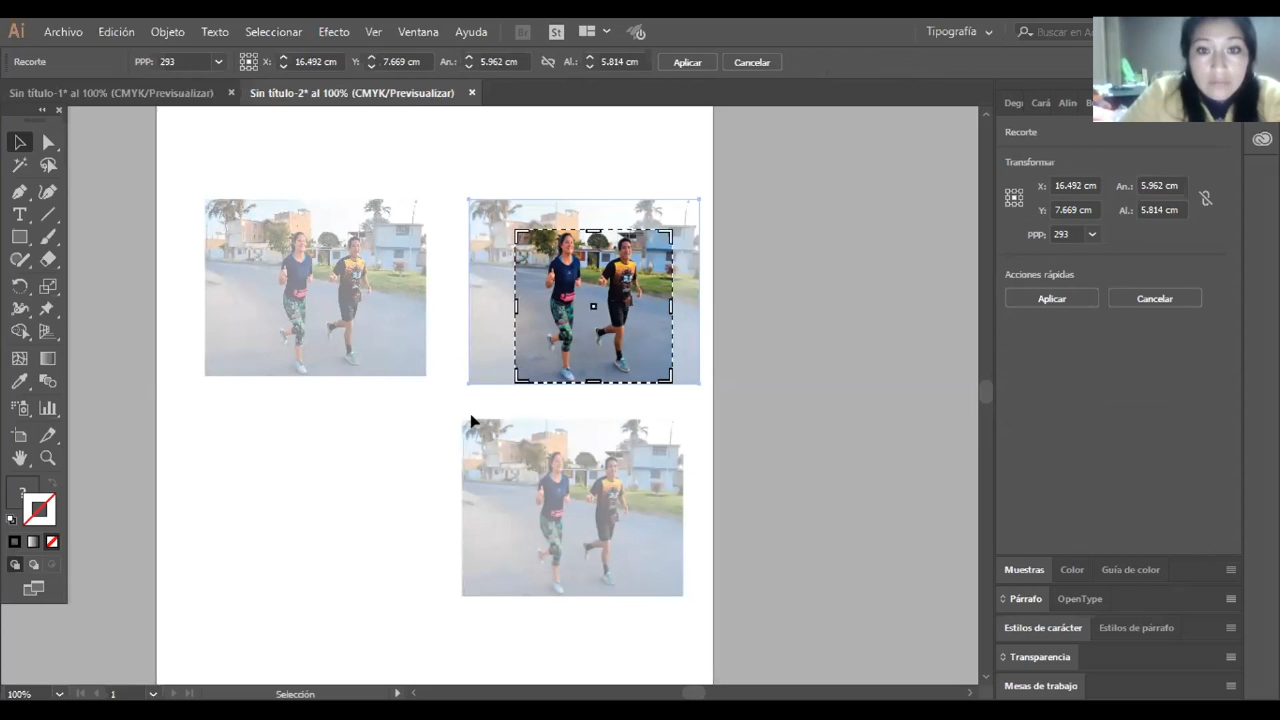 Ai Archivo Edición Objeto Texto Seleccionar Efecto Ver Ventana Ayuda Br St Tipografía Buscar en
Recorte PPP: 293 X: 16.492 cm Y: 7.669 cm An.: 5.962 cm Al.: 5.814 cm Aplicar Cancelar
Sin título-1* al 100% (CMYK/Previsualizar) × Sin título-2* al 100% (CMYK/Previsualizar) ×
Degr Cará Alin
Recorte
Transformar
X: 16.492 cm An.: 5.962 cm
Y: 7.669 cm Al.: 5.814 cm
PPP: 293
Acciones rápidas
Aplicar Cancelar
?
Muestras Color Guía de color
Párrafo OpenType
Estilos de carácter Estilos de párrafo
Transparencia
Mesas de trabajo
100% 1 Selección